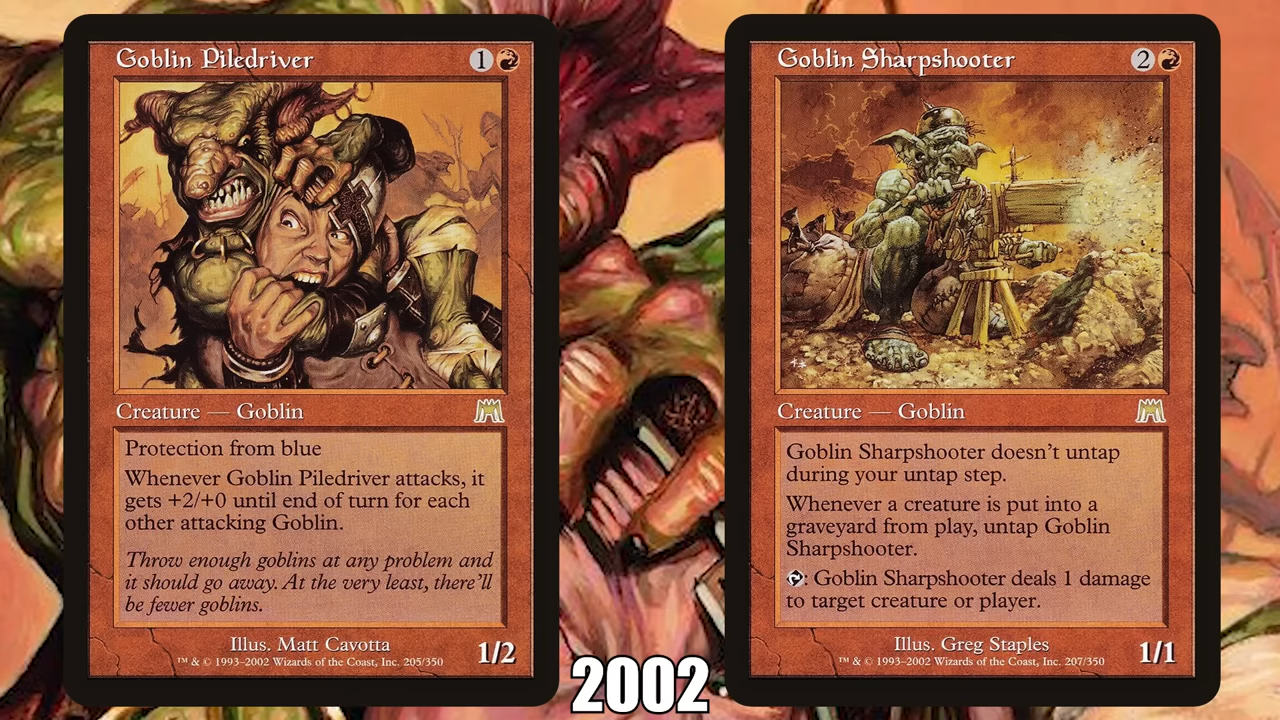 Goblin Piledriver 1
Creature — Goblin
Protection from blue
Whenever Goblin Piledriver attacks, it
gets +2/+0 until end of turn for each
other attacking Goblin.
Throw enough goblins at any problem and
it should go away. At the very least, there'll
be fewer goblins.
Illus. Matt Cavotta
™ & © 1993–2002 Wizards of the Coast, Inc. 205/350
1/2
Goblin Sharpshooter 2
Creature — Goblin
Goblin Sharpshooter doesn't untap
during your untap step.
Whenever a creature is put into a
graveyard from play, untap Goblin
Sharpshooter.
: Goblin Sharpshooter deals 1 damage
to target creature or player.
Illus. Greg Staples
™ & © 1993–2002 Wizards of the Coast, Inc. 207/350
1/1
2002